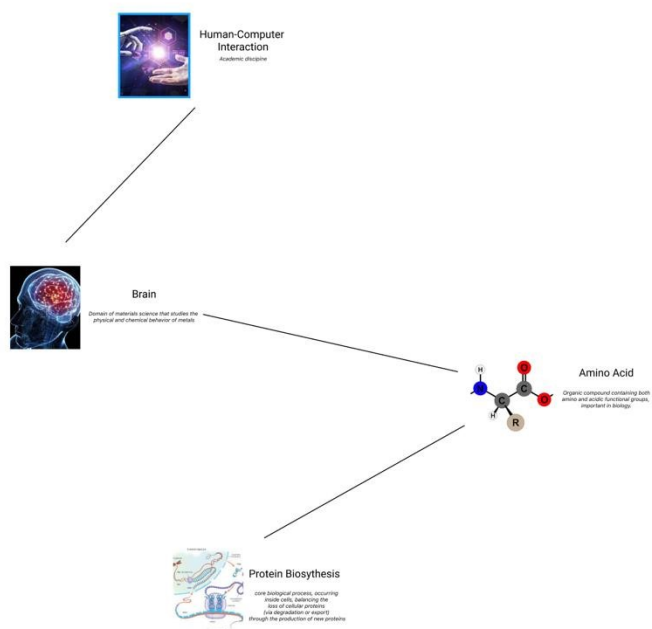 Human-Computer
Interaction
Academic discipine
Brain
Domain of materials science that studies the
physical and chemical behavior of metals
Amino Acid
Organic compound containing both
amino and acidic functional groups,
important in biology.
H
O
N
C
C
O
H
R
Protein Biosythesis
core biological process, occurring
inside cells, balancing the
loss of cellular proteins
(via degradation or export)
through the production of new proteins